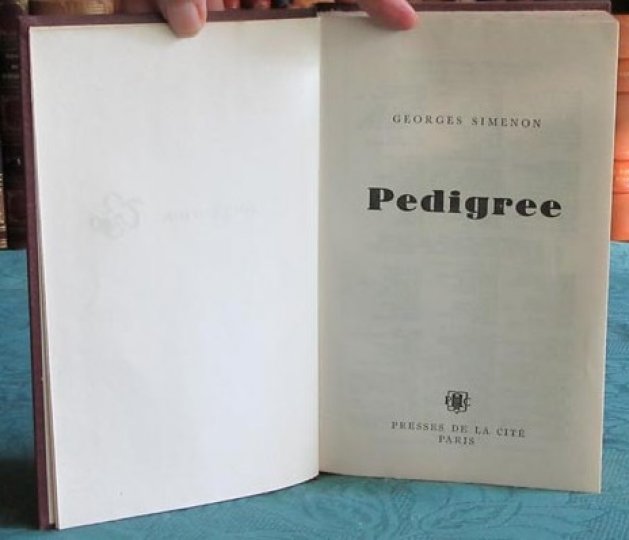 GEORGES SIMENON
Pedigree
PRESSES DE LA CITÉ
PARIS